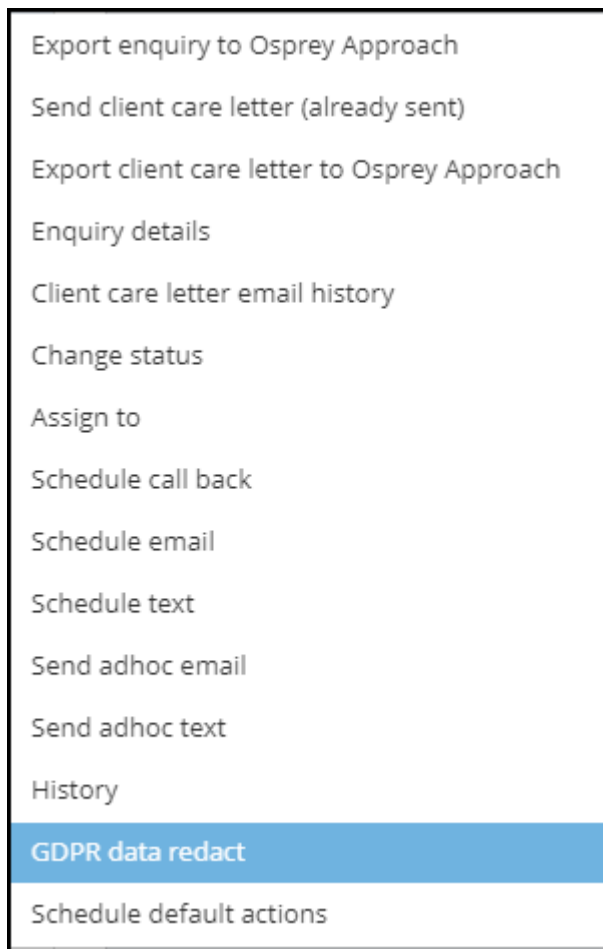 Export enquiry to Osprey Approach
Send client care letter (already sent)
Export client care letter to Osprey Approach
Enquiry details
Client care letter email history
Change status
Assign to
Schedule call back
Schedule email
Schedule text
Send adhoc email
Send adhoc text
History
GDPR data redact
Schedule default actions